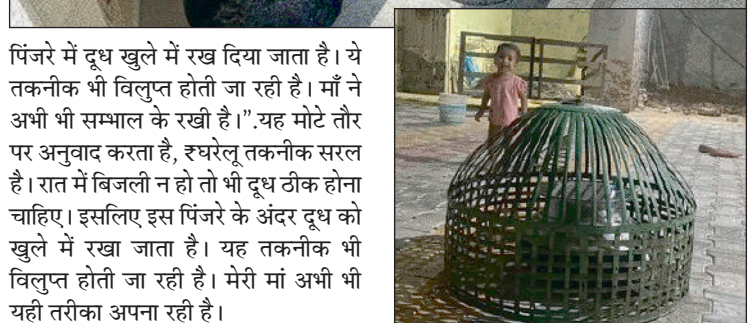 पिंजरे में दूध खुले में रख दिया जाता है। ये
तकनीक भी विलुप्त होती जा रही है। माँ ने
अभी भी सम्भाल के रखी है।”.यह मोटे तौर
पर अनुवाद करता है, ₹घरेलू तकनीक सरल
है। रात में बिजली न हो तो भी दूध ठीक होना
चाहिए। इसलिए इस पिंजरे के अंदर दूध को
खुले में रखा जाता है। यह तकनीक भी
विलुप्त होती जा रही है। मेरी मां अभी भी
यही तरीका अपना रही है।